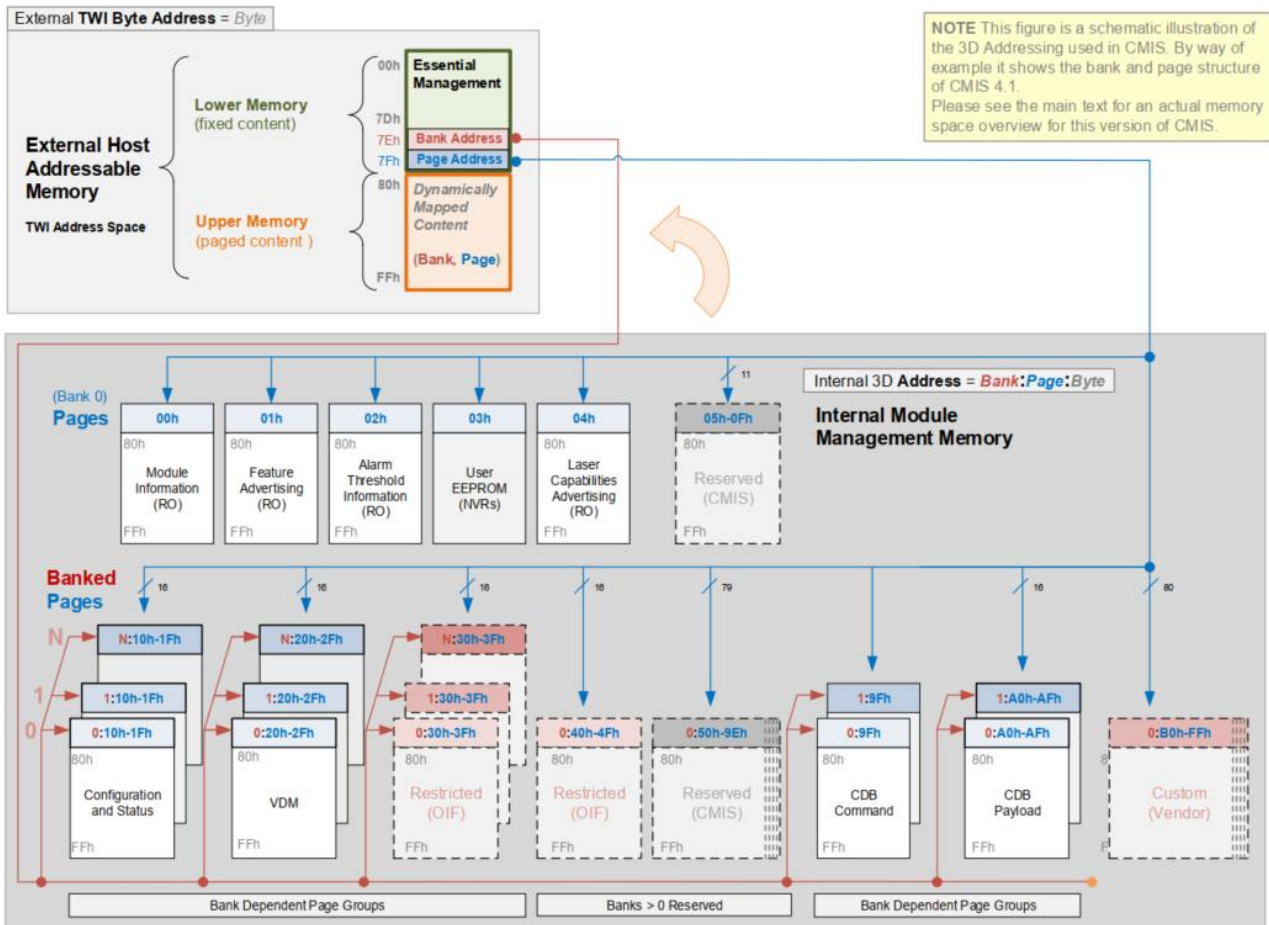 External TWI Byte Address = Byte
NOTE This figure is a schematic illustration of
the 3D Addressing used in CMIS. By way of
example it shows the bank and page structure
of CMIS 4.1.
Please see the main text for an actual memory
space overview for this version of CMIS.
External Host
Addressable
Memory
TWI Address Space
Lower Memory
(fixed content)
Upper Memory
(paged content )
00h
7Dh
7Eh
7Fh
80h
FFh
Essential
Management
Bank Address
Page Address
Dynamically
Mapped
Content
(Bank, Page)
Internal 3D Address = Bank:Page:Byte
Internal Module
Management Memory
(Bank 0)
Pages
11
00h
80h
Module
Information
(RO)
FFh
01h
80h
Feature
Advertising
(RO)
FFh
02h
80h
Alarm
Threshold
Information
(RO)
FFh
03h
80h
User
EEPROM
(NVRs)
FFh
04h
80h
Laser
Capabilities
Advertising
(RO)
FFh
05h-0Fh
80h
Reserved
(CMIS)
FFh
Banked
Pages
16
16
16
16
79
16
80
N
1
0
N:10h-1Fh
1:10h-1Fh
0:10h-1Fh
80h
Configuration
and Status
FFh
N:20h-2Fh
1:20h-2Fh
0:20h-2Fh
80h
VDM
FFh
N:30h-3Fh
1:30h-3Fh
0:30h-3Fh
80h
Restricted
(OIF)
FFh
0:40h-4Fh
80h
Restricted
(OIF)
FFh
0:50h-9Eh
80h
Reserved
(CMIS)
FFh
1:9Fh
0:9Fh
80h
CDB
Command
FFh
1:A0h-AFh
0:A0h-AFh
80h
CDB
Payload
FFh
0:B0h-FFh
8
80h
Custom
(Vendor)
F
FFh
Bank Dependent Page Groups
Banks > 0 Reserved
Bank Dependent Page Groups